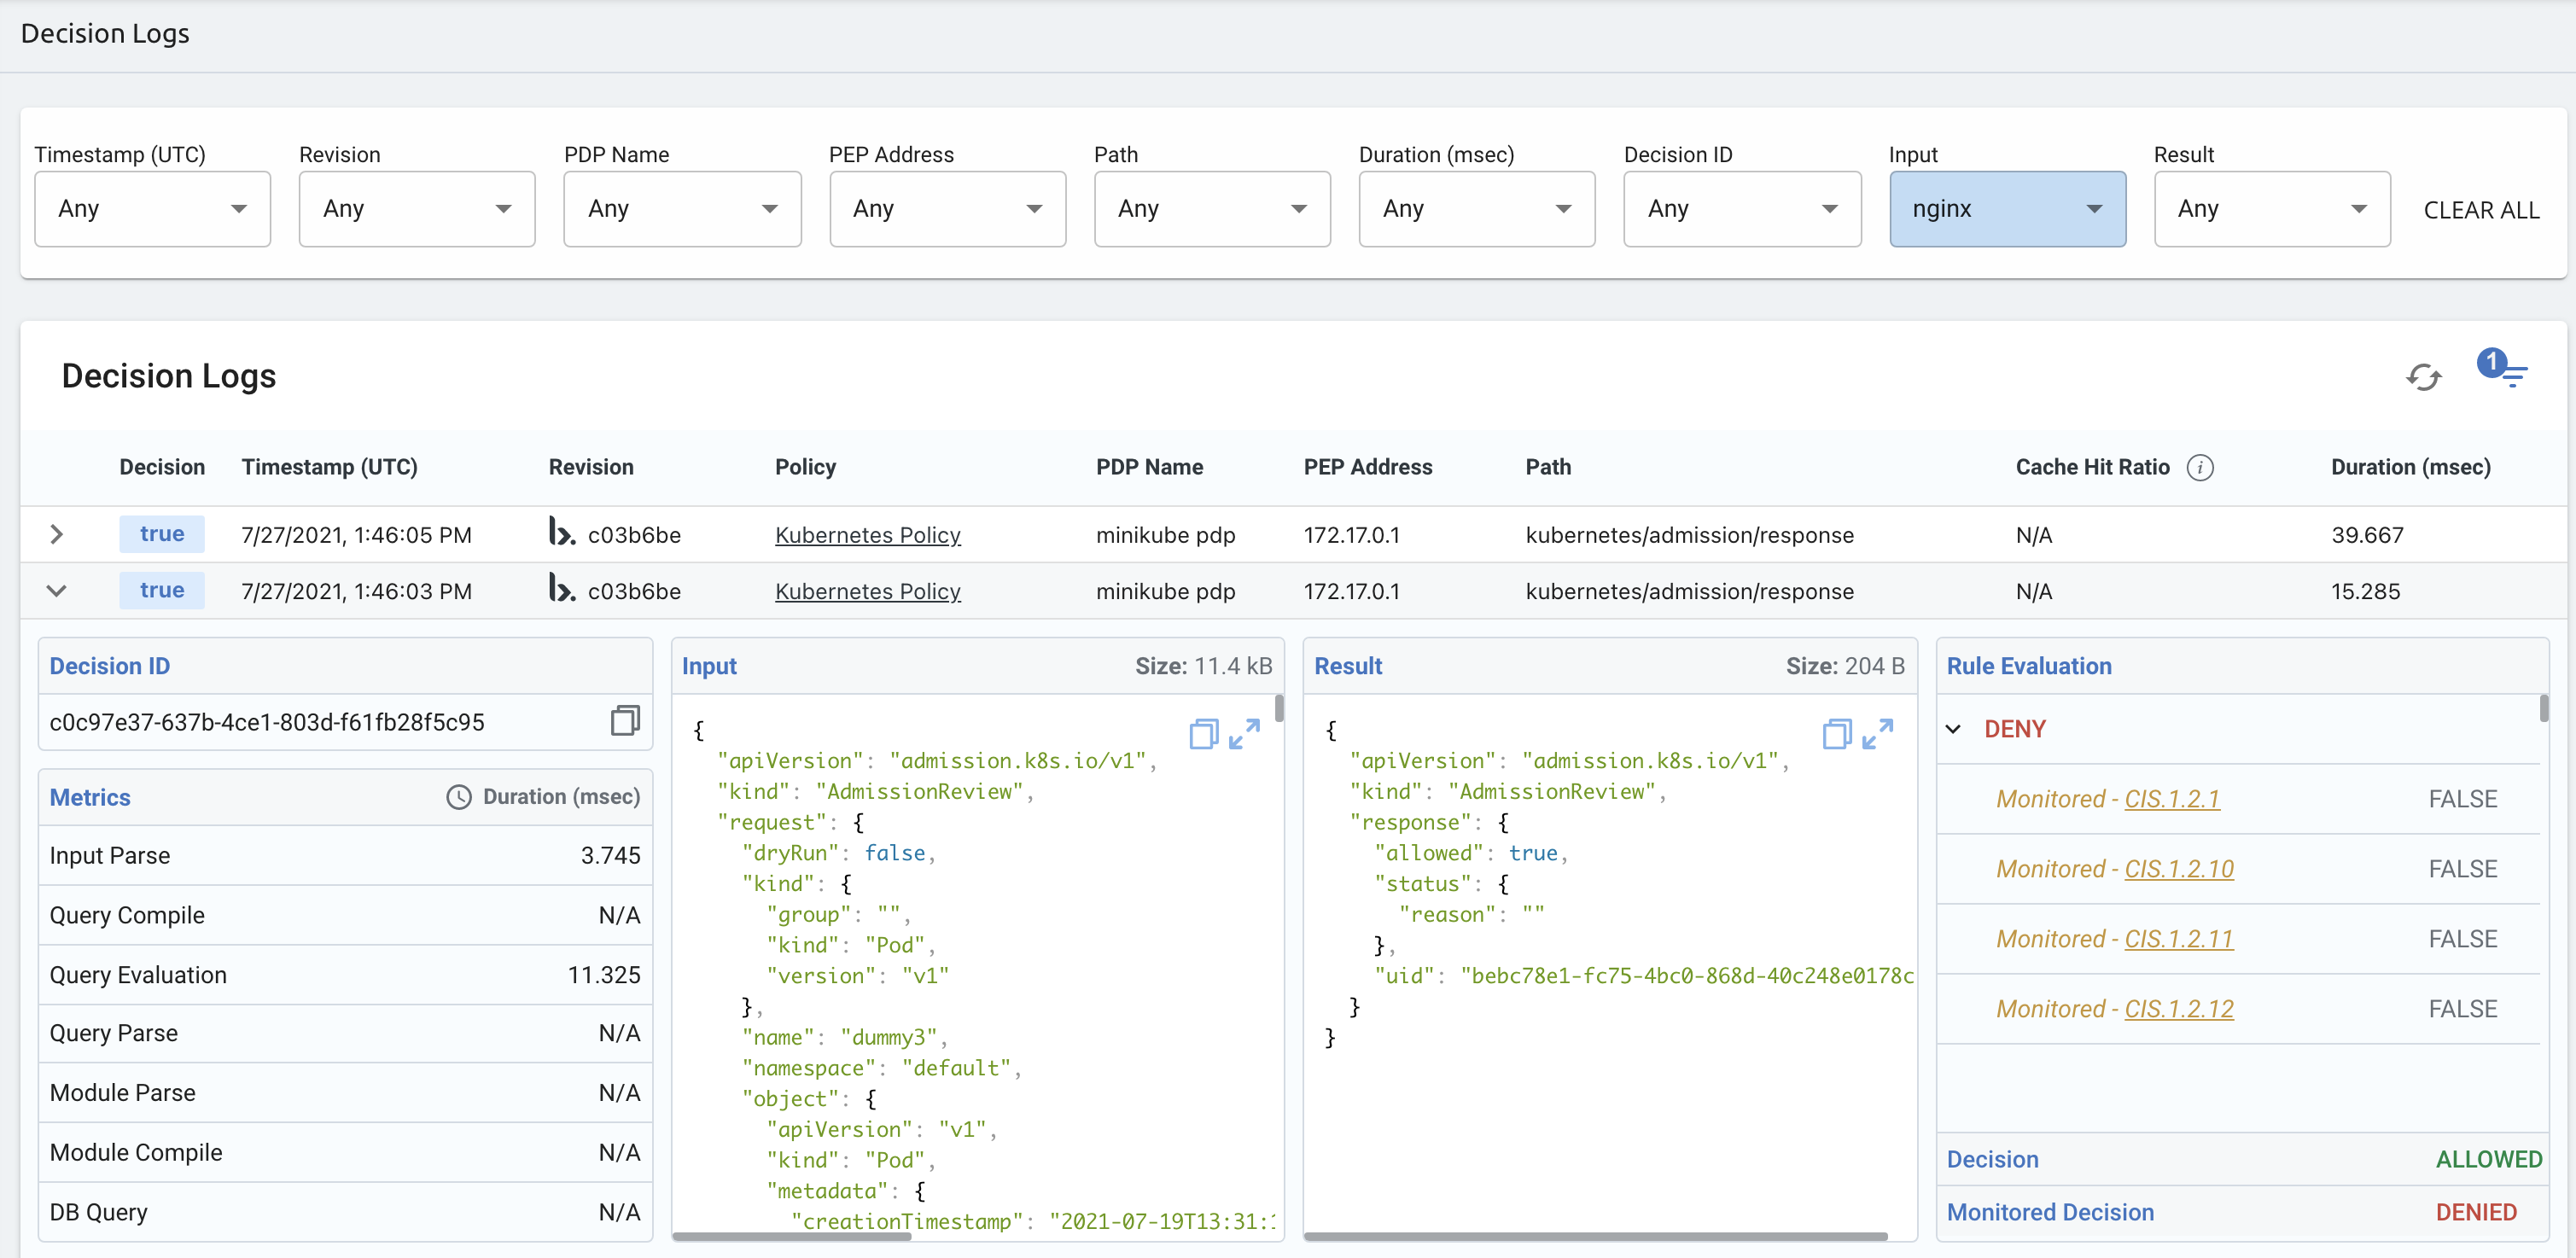 Decision Logs
Timestamp (UTC) Revision PDP Name PEP Address Path Duration (msec) Decision ID Input Result
Any Any Any Any Any Any Any nginx Any CLEAR ALL
Decision Logs
1
Decision Timestamp (UTC) Revision Policy PDP Name PEP Address Path Cache Hit Ratio i Duration (msec)
true 7/27/2021, 1:46:05 PM c03b6be Kubernetes Policy minikube pdp 172.17.0.1 kubernetes/admission/response N/A 39.667
true 7/27/2021, 1:46:03 PM c03b6be Kubernetes Policy minikube pdp 172.17.0.1 kubernetes/admission/response N/A 15.285
Decision ID
c0c97e37-637b-4ce1-803d-f61fb28f5c95
Metrics Duration (msec)
Input Parse 3.745
Query Compile N/A
Query Evaluation 11.325
Query Parse N/A
Module Parse N/A
Module Compile N/A
DB Query N/A
Input Size: 11.4 kB
{
"apiVersion": "admission.k8s.io/v1",
"kind": "AdmissionReview",
"request": {
"dryRun": false,
"kind": {
"group": "",
"kind": "Pod",
"version": "v1"
},
"name": "dummy3",
"namespace": "default",
"object": {
"apiVersion": "v1",
"kind": "Pod",
"metadata": {
"creationTimestamp": "2021-07-19T13:31:
Result Size: 204 B
{
"apiVersion": "admission.k8s.io/v1",
"kind": "AdmissionReview",
"response": {
"allowed": true,
"status": {
"reason": ""
},
"uid": "bebc78e1-fc75-4bc0-868d-40c248e0178c
}
}
Rule Evaluation
DENY
Monitored - CIS.1.2.1 FALSE
Monitored - CIS.1.2.10 FALSE
Monitored - CIS.1.2.11 FALSE
Monitored - CIS.1.2.12 FALSE
Decision ALLOWED
Monitored Decision DENIED